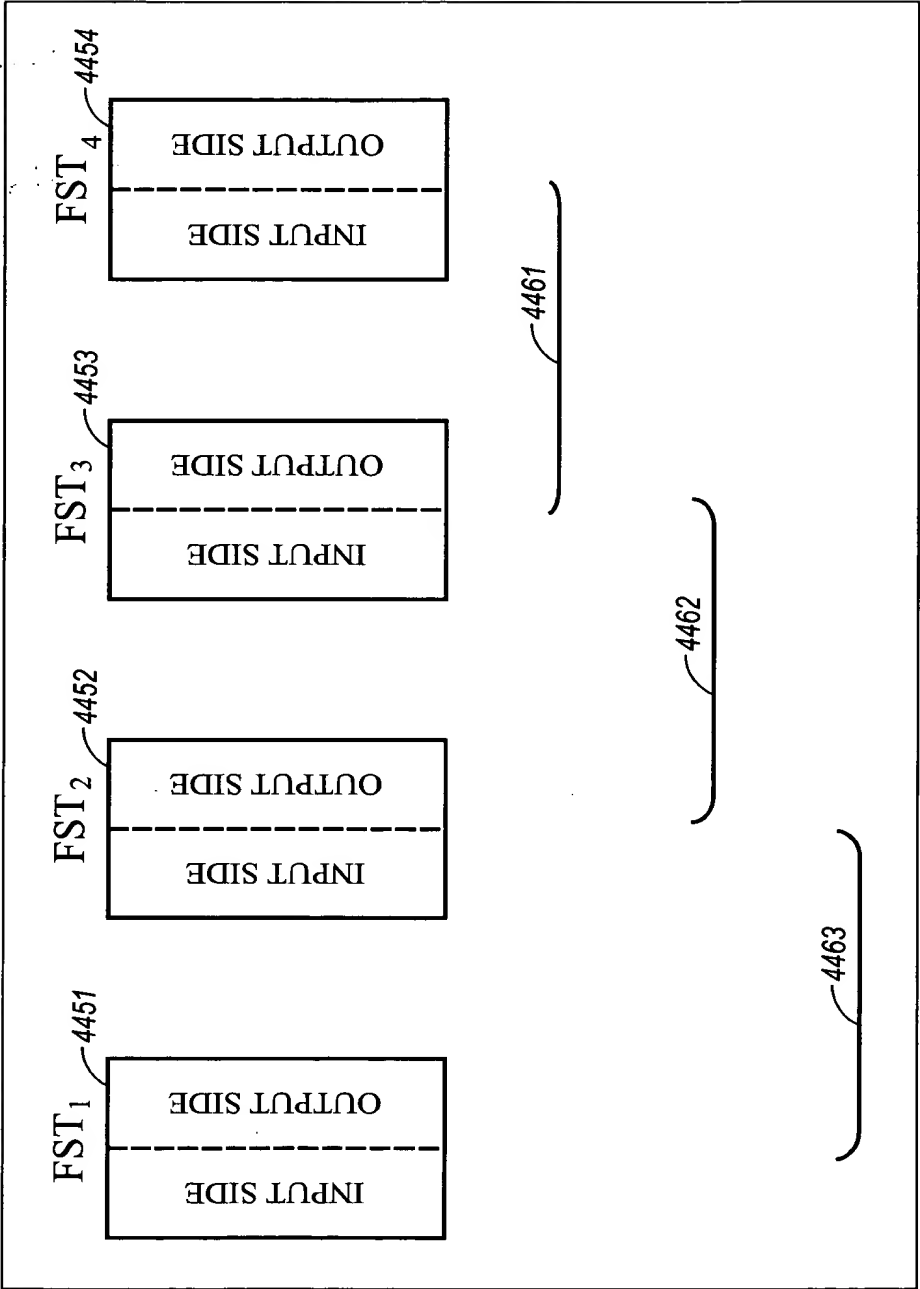 FST1
4451
INPUT SIDE
OUTPUT SIDE
FST2
4452
INPUT SIDE
OUTPUT SIDE
FST3
4453
INPUT SIDE
OUTPUT SIDE
FST4
4454
INPUT SIDE
OUTPUT SIDE
4461
4462
4463